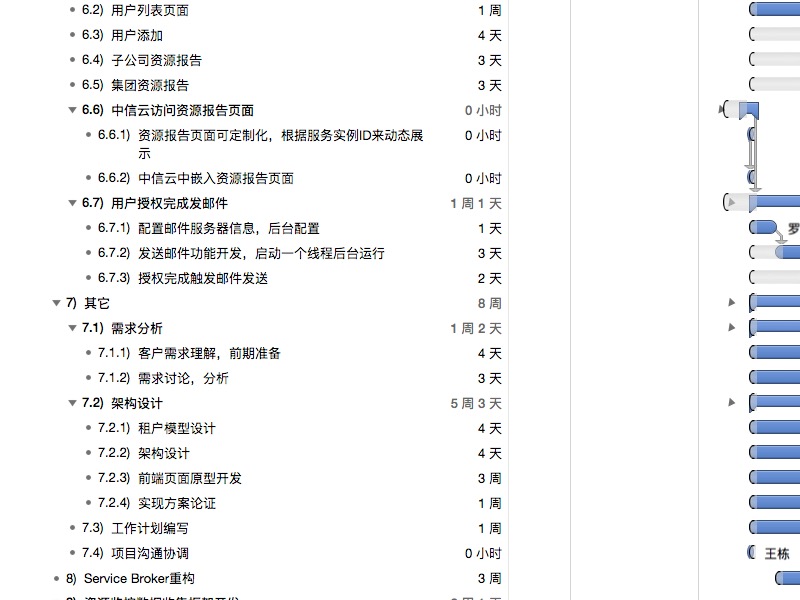 6.2) 用户列表页面 1 周
6.3) 用户添加 4 天
6.4) 子公司资源报告 3 天
6.5) 集团资源报告 3 天
6.6) 中信云访问资源报告页面 0 小时
6.6.1) 资源报告页面可定制化，根据服务实例ID来动态展 0 小时
示
6.6.2) 中信云中嵌入资源报告页面 0 小时
6.7) 用户授权完成发邮件 1 周 1 天
6.7.1) 配置邮件服务器信息，后台配置 1 天 罗
6.7.2) 发送邮件功能开发，启动一个线程后台运行 3 天
6.7.3) 授权完成触发邮件发送 2 天
7) 其它 8 周
7.1) 需求分析 1 周 2 天
7.1.1) 客户需求理解，前期准备 4 天
7.1.2) 需求讨论，分析 3 天
7.2) 架构设计 5 周 3 天
7.2.1) 租户模型设计 4 天
7.2.2) 架构设计 4 天
7.2.3) 前端页面原型开发 3 周
7.2.4) 实现方案论证 1 周
7.3) 工作计划编写 1 周
7.4) 项目沟通协调 0 小时 王栋
8) Service Broker重构 3 周